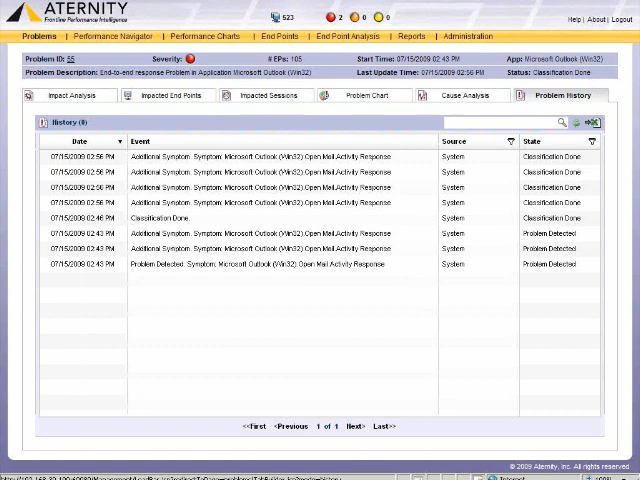 ATERNITY
Frontline Performance Intelligence
523
2
0
0
Help | About | Logout
Problems | Performance Navigator | Performance Charts | End Points | End Point Analysis | Reports | Administration
Problem ID: 55 Severity: # EPs: 105 Start Time: 07/15/2009 02:43 PM App: Microsoft Outlook (Win32)
Problem Description: End-to-end response Problem in Application Microsoft Outlook (Win32) Last Update Time: 07/15/2009 02:56 PM Status: Classification Done
Impact Analysis Impacted End Points Impacted Sessions Problem Chart Cause Analysis Problem History
History (8)
Date Event Source State
07/15/2009 02:56 PM Additional Symptom. Symptom: Microsoft Outlook (Win32).Open Mail.Activity Response System Classification Done
07/15/2009 02:56 PM Additional Symptom. Symptom: Microsoft Outlook (Win32).Open Mail.Activity Response System Classification Done
07/15/2009 02:56 PM Additional Symptom. Symptom: Microsoft Outlook (Win32).Open Mail.Activity Response System Classification Done
07/15/2009 02:56 PM Additional Symptom. Symptom: Microsoft Outlook (Win32).Open Mail.Activity Response System Classification Done
07/15/2009 02:46 PM Classification Done. System Classification Done
07/15/2009 02:43 PM Additional Symptom. Symptom: Microsoft Outlook (Win32).Open Mail.Activity Response System Problem Detected
07/15/2009 02:43 PM Additional Symptom. Symptom: Microsoft Outlook (Win32).Open Mail.Activity Response System Problem Detected
07/15/2009 02:43 PM Problem Detected. Symptom: Microsoft Outlook (Win32).Open Mail.Activity Response System Problem Detected
<<First <Previous 1 of 1 Next> Last>>
© 2009 Aternity, Inc. All rights reserved
Internet